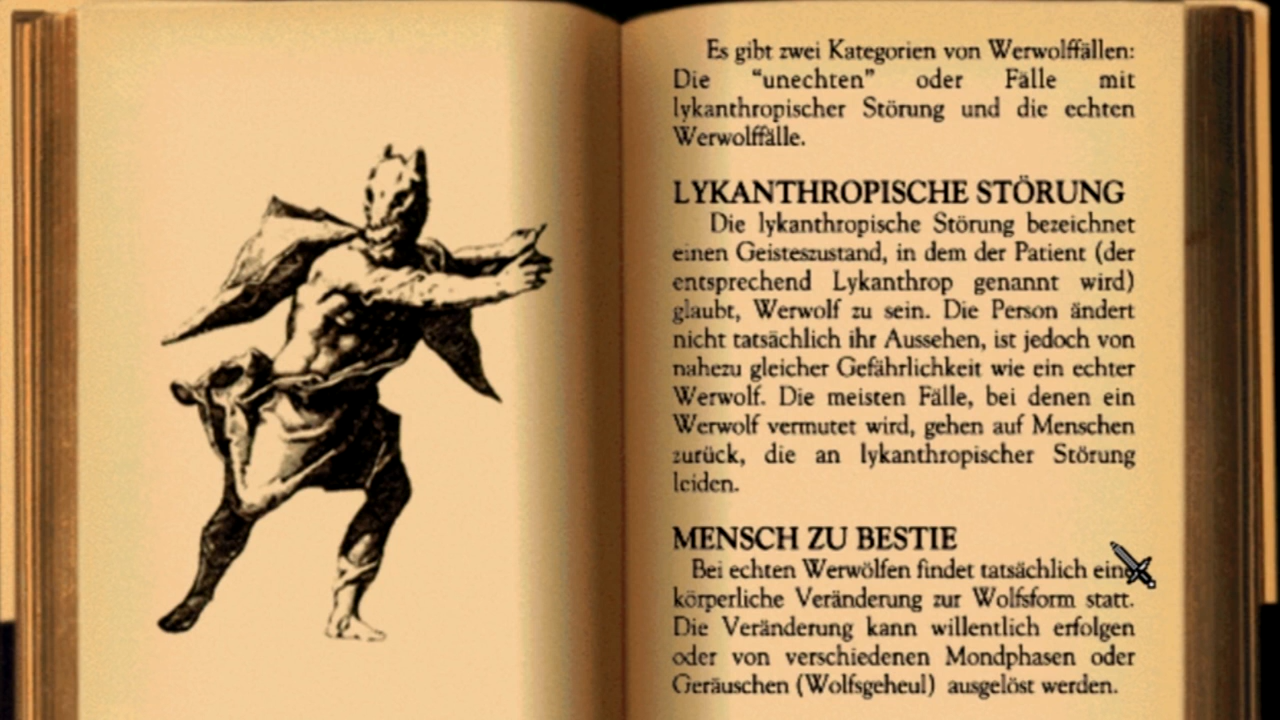 Es gibt zwei Kategorien von Werwolffällen:
Die “unechten” oder Fälle mit
lykanthropischer Störung und die echten
Werwolffälle.
LYKANTHROPISCHE STÖRUNG
Die lykanthropische Störung bezeichnet
einen Geisteszustand, in dem der Patient (der
entsprechend Lykanthrop genannt wird)
glaubt, Werwolf zu sein. Die Person ändert
nicht tatsächlich ihr Aussehen, ist jedoch von
nahezu gleicher Gefährlichkeit wie ein echter
Werwolf. Die meisten Fälle, bei denen ein
Werwolf vermutet wird, gehen auf Menschen
zurück, die an lykanthropischer Störung
leiden.
MENSCH ZU BESTIE
Bei echten Werwölfen findet tatsächlich eine
körperliche Veränderung zur Wolfsform statt.
Die Veränderung kann willentlich erfolgen
oder von verschiedenen Mondphasen oder
Geräuschen (Wolfsgeheul) ausgelöst werden.